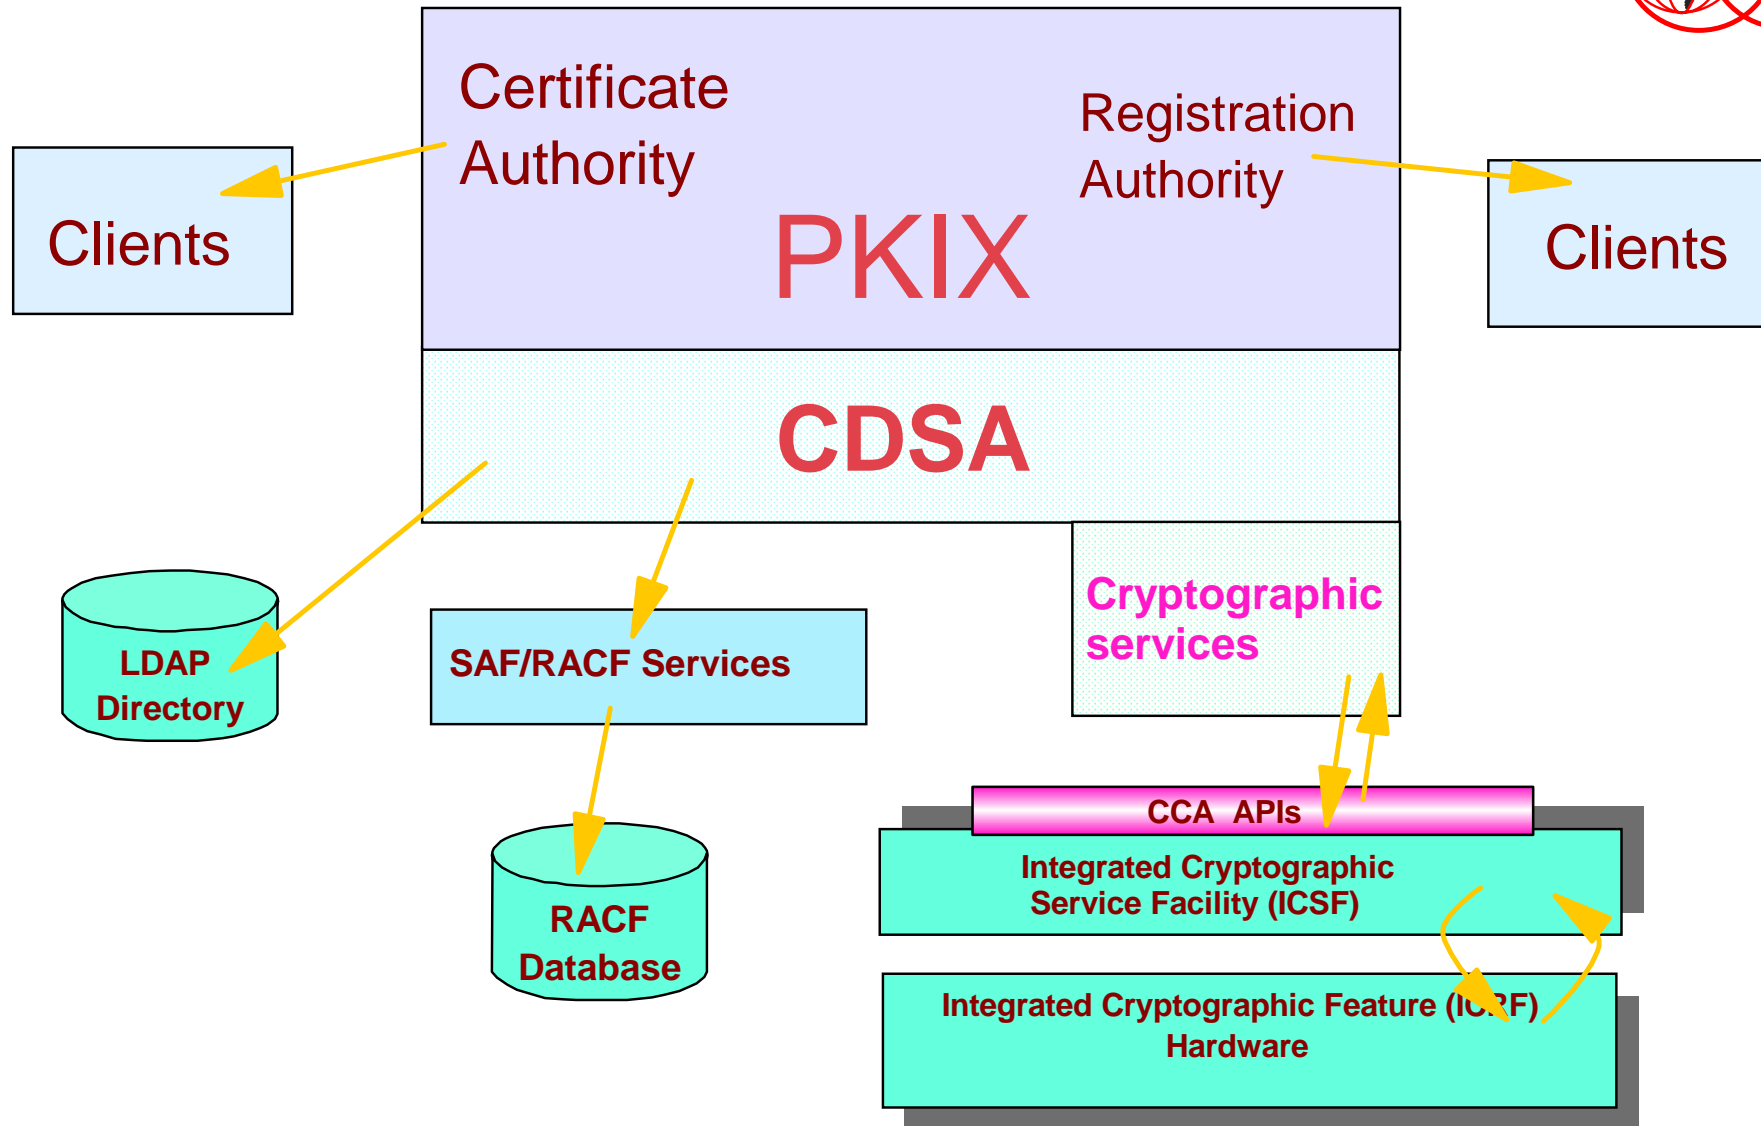 Certificate
Authority
Registration
Authority
PKIX
Clients
Clients
CDSA
Cryptographic
services
LDAP
Directory
SAF/RACF Services
RACF
Database
CCA APIs
Integrated Cryptographic
Service Facility (ICSF)
Integrated Cryptographic Feature (ICRF)
Hardware